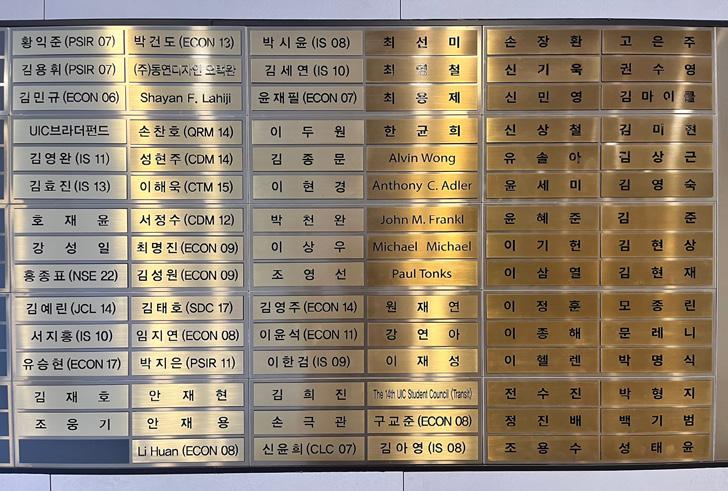 황익준 (PSIR 07) 박건도 (ECON 13) 박시윤 (IS 08) 최선미 손장환 고은주
김용휘 (PSIR 07) (주)동연디자인 최영철 신기욱 권수영 김세연 (IS 10)
김민규 (ECON 06) Shayan F. Lahiji 윤재필 (ECON 07) 최용제 신민영 김마이클
UIC브라더펀드 손찬호 (QRM 14) 이두원 한균희 신상철 김미현
김영완 (IS 11) 성현주 (CDM 14) 김종문 Alvin Wong 유솔아 김상근
김효진 (IS 13) 이해욱 (CTM 15) 이현경 Anthony C. Adler 윤세미 김영숙
호재윤 서정수 (CDM 12) 박천완 John M. Frankl 윤혜준 김준
강성일 최명진 (ECON 09) 이상우 Michael Michael 이기헌 김현상
홍종표 (NSE 22) 김성원 (ECON 09) 조영선 Paul Tonks 이삼열 김현재
김예린 (JCL 14) 김태호 (SDC 17) 김영주 (ECON 14) 원재연 이정훈 모종린
서지홍 (IS 10) 임지연 (ECON 08) 이윤석 (ECON 11) 강연아 이종해 문레니
유승현 (ECON 17) 박지은 (PSIR 11) 이한검 (IS 09) 이재성 이헬렌 박명식
김재호 안재현 김희진 The 14th UIC Student Council (Transit) 전수진 박형지
조웅기 안재용 손극관 구교준 (ECON 08) 정진배 백기범
Li Huan (ECON 08) 신윤희 (CLC 07) 김아영 (IS 08) 조용수 성태윤